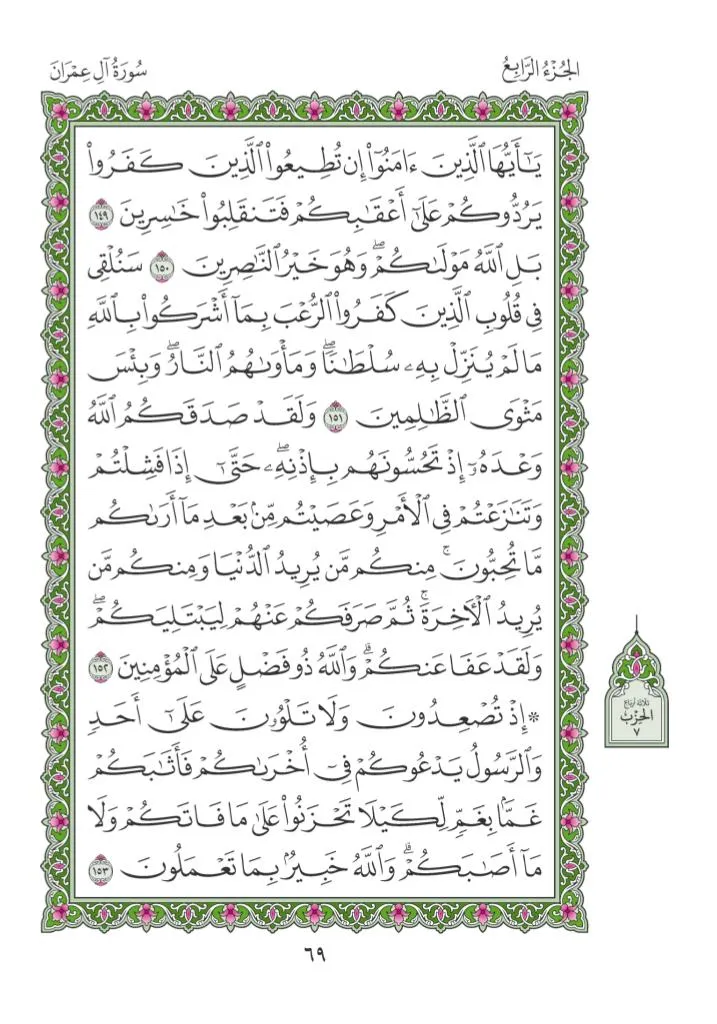 الجُزْءُ الرَّابِعُ
سُورَةُ آلِ عِمْرَانَ
يَـٰٓأَيُّهَا ٱلَّذِينَ ءَامَنُوٓا۟ إِن تُطِيعُوا۟ ٱلَّذِينَ كَفَرُوا۟
يَرُدُّوكُمْ عَلَىٰٓ أَعْقَـٰبِكُمْ فَتَنقَلِبُوا۟ خَـٰسِرِينَ ١٤٩
بَلِ ٱللَّهُ مَوْلَىٰكُمْ ۖ وَهُوَ خَيْرُ ٱلنَّـٰصِرِينَ ١٥٠ سَنُلْقِى
فِى قُلُوبِ ٱلَّذِينَ كَفَرُوا۟ ٱلرُّعْبَ بِمَآ أَشْرَكُوا۟ بِٱللَّهِ
مَا لَمْ يُنَزِّلْ بِهِۦ سُلْطَـٰنًا ۖ وَمَأْوَىٰهُمُ ٱلنَّارُ ۖ وَبِئْسَ
مَثْوَى ٱلظَّـٰلِمِينَ ١٥١ وَلَقَدْ صَدَقَكُمُ ٱللَّهُ
وَعْدَهُۥٓ إِذْ تَحُسُّونَهُم بِإِذْنِهِۦ ۖ حَتَّىٰٓ إِذَا فَشِلْتُمْ
وَتَنَـٰزَعْتُمْ فِى ٱلْأَمْرِ وَعَصَيْتُم مِّنۢ بَعْدِ مَآ أَرَىٰكُم
مَّا تُحِبُّونَ ۚ مِنكُم مَّن يُرِيدُ ٱلدُّنْيَا وَمِنكُم مَّن
يُرِيدُ ٱلْـَٔاخِرَةَ ۚ ثُمَّ صَرَفَكُمْ عَنْهُمْ لِيَبْتَلِيَكُمْ ۖ
وَلَقَدْ عَفَا عَنكُمْ ۗ وَٱللَّهُ ذُو فَضْلٍ عَلَى ٱلْمُؤْمِنِينَ ١٥٢
* إِذْ تُصْعِدُونَ وَلَا تَلْوُۥنَ عَلَىٰٓ أَحَدٍ
وَٱلرَّسُولُ يَدْعُوكُمْ فِىٓ أُخْرَىٰكُمْ فَأَثَـٰبَكُمْ
غَمًّۢا بِغَمٍّ لِّكَيْلَا تَحْزَنُوا۟ عَلَىٰ مَا فَاتَكُمْ وَلَا
مَآ أَصَـٰبَكُمْ ۗ وَٱللَّهُ خَبِيرٌۢ بِمَا تَعْمَلُونَ ١٥٣
ثلاثة أرباع
الحزب
٧
٦٩